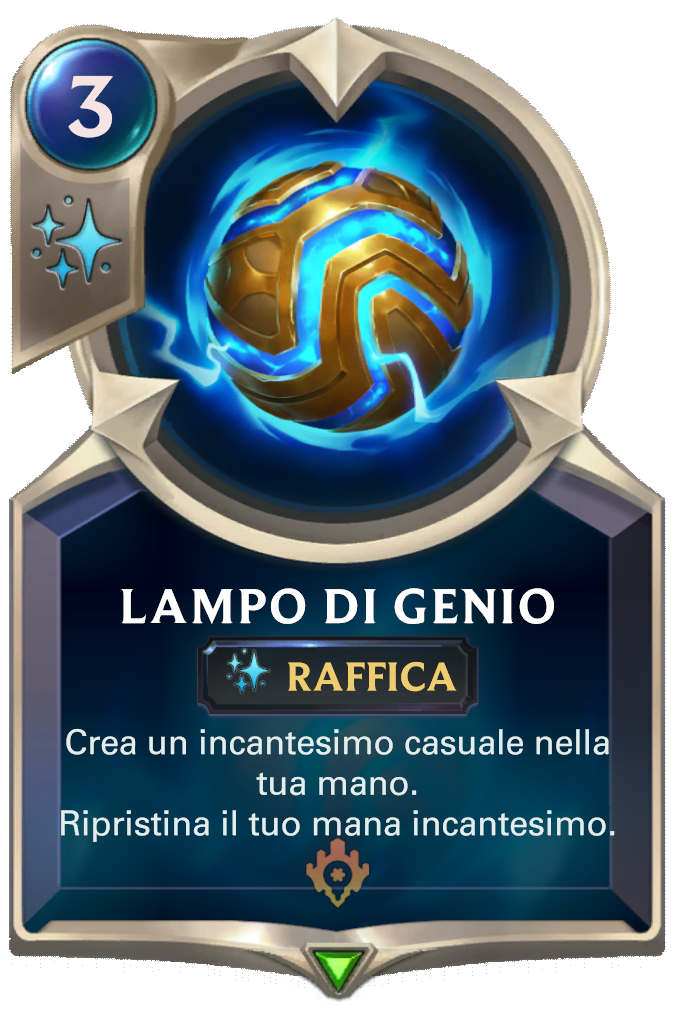 3
LAMPO DI GENIO
RAFFICA
Crea un incantesimo casuale nella
tua mano.
Ripristina il tuo mana incantesimo.